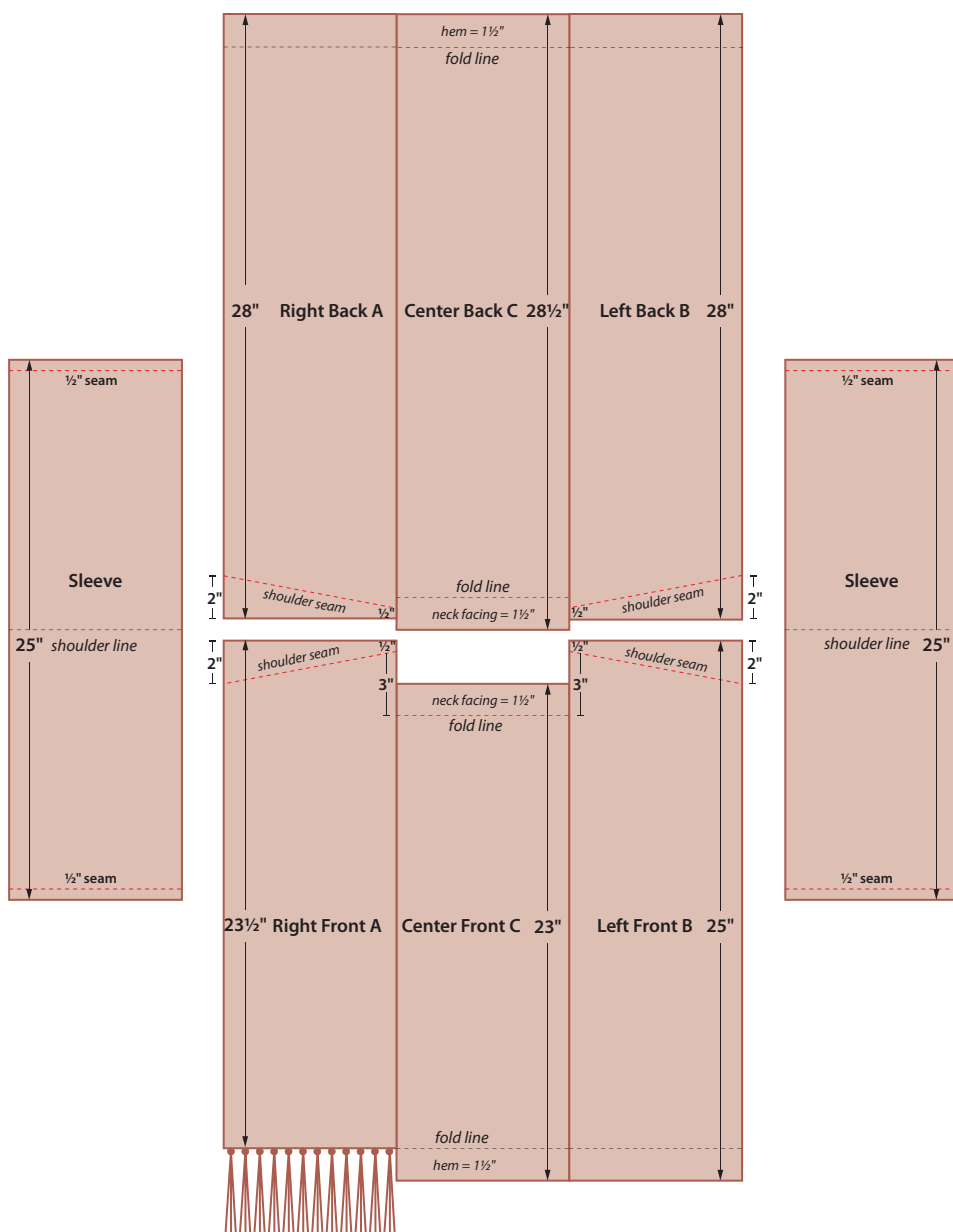 hem = 1½"
fold line
28" Right Back A Center Back C 28½" Left Back B 28"
½" seam
½" seam
Sleeve
Sleeve
2" shoulder seam ½"
fold line
neck facing = 1½"
½" shoulder seam 2"
25" shoulder line
shoulder line 25"
2" shoulder seam ½"
3"
neck facing = 1½"
fold line
½" shoulder seam 2"
3"
½" seam
½" seam
23½" Right Front A Center Front C 23" Left Front B 25"
fold line
hem = 1½"